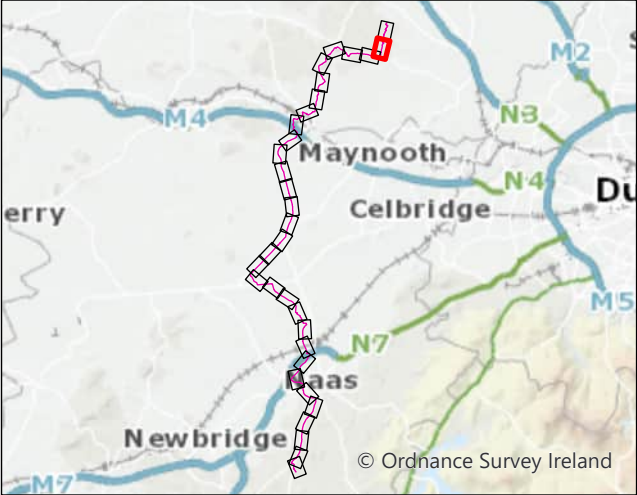 M2
N3
M4
Maynooth
N4
Du
Celbridge
erry
M5
N7
Naas
Newbridge
© Ordnance Survey Ireland
M7